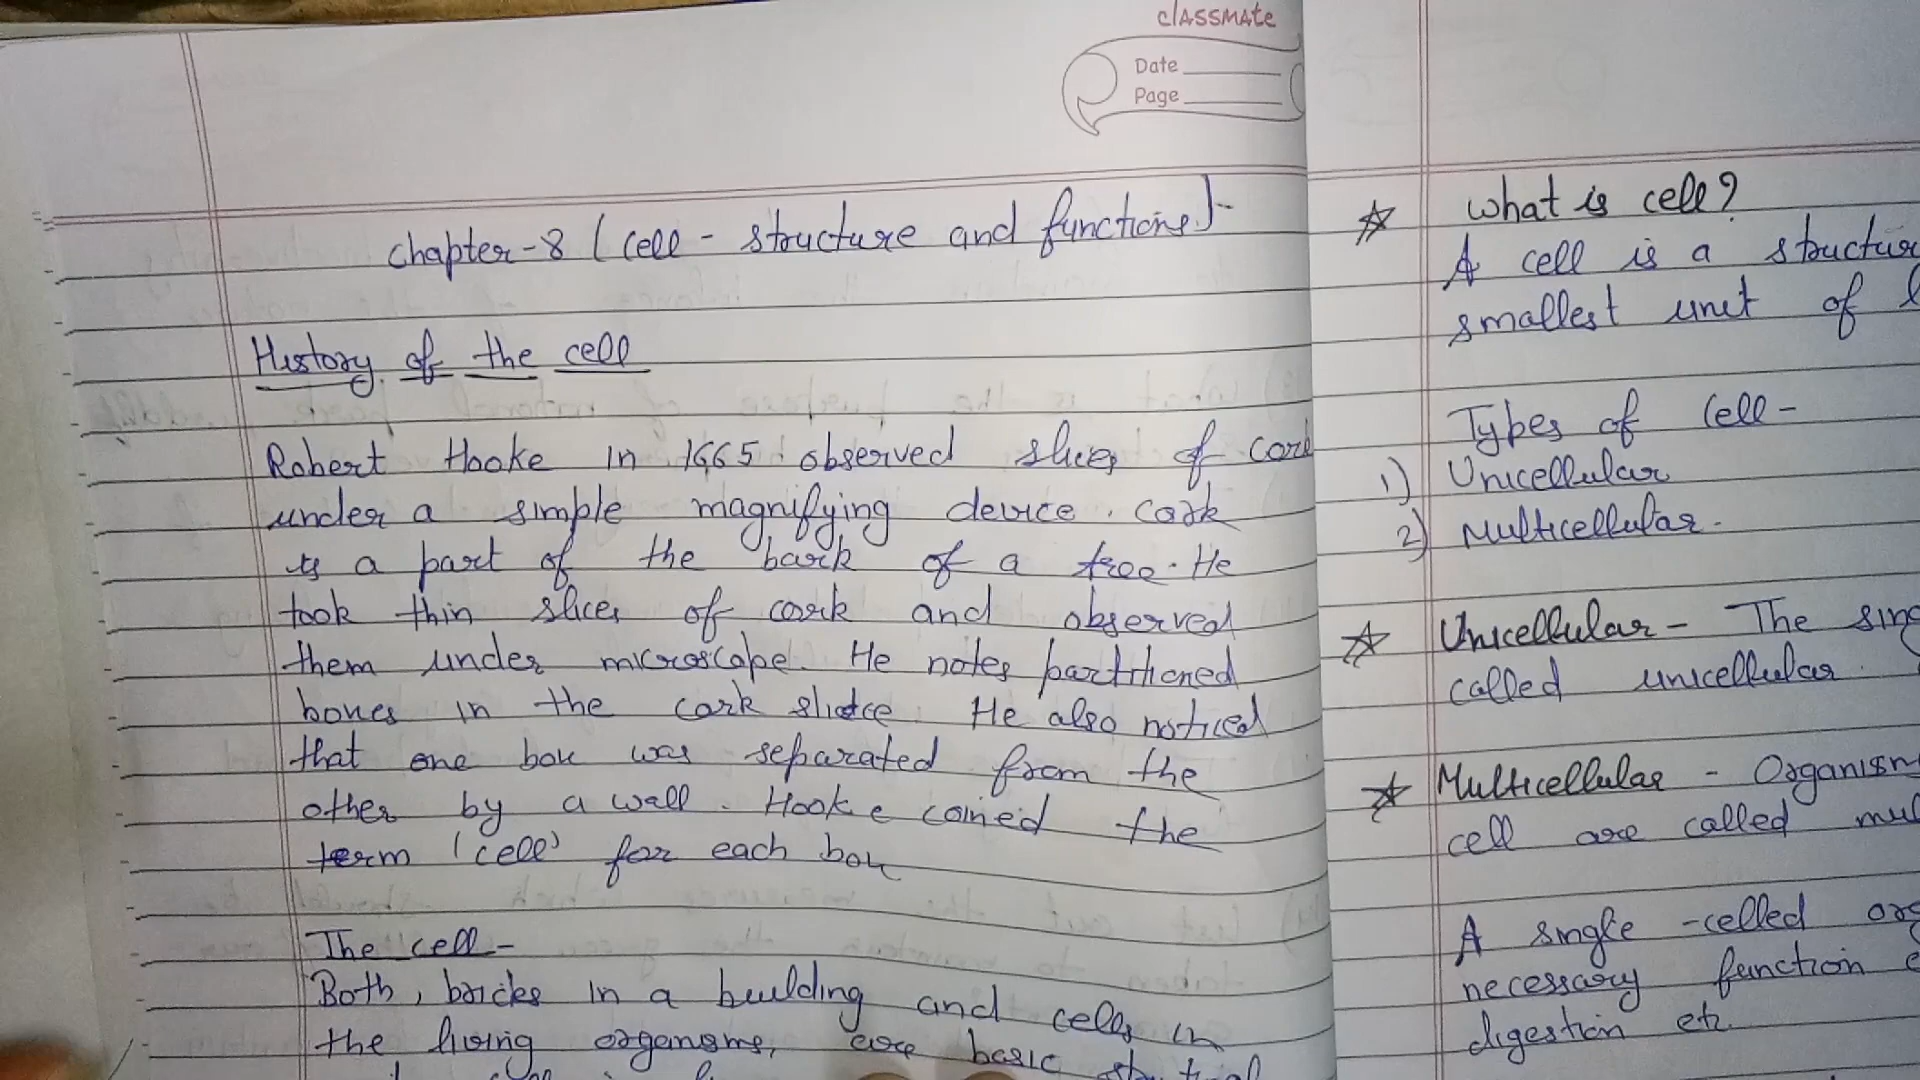 classmate
Date
Page
chapter-8 (cell - structure and functions)-
History of the cell
Robert Hooke in 1665 observed slices of cork
under a simple magnifying device. cork
is a part of the bark of a tree. He
took thin slices of cork and observed
them under microscope. He notes partitioned
boxes in the cork
He also noticed
that one box was separated from the
other by a wall. Hooke coined the
term 'cell' for each box
The cell-
Both, bricks in a building and cells in
the living organisms, are basic
What is cell?
A cell is a
smallest unit of
Types of Cell-
1) Unicellular
2) Multicellular.
Unicellular - The
called unicellular.
Multicellular -
cell are called
A single -celled
necessary function
digestion etc